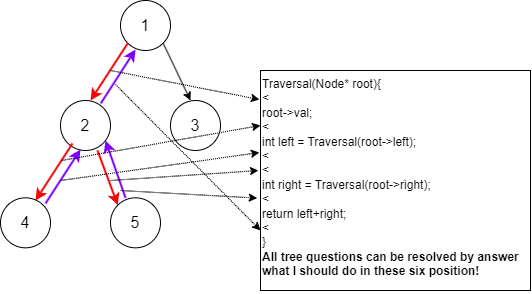 1
2
3
4
5
Traversal(Node* root){
<
root->val;
<
int left = Traversal(root->left);
<
<
int right = Traversal(root->right);
<
return left+right;
<
}
All tree questions can be resolved by answer
what I should do in these six position!